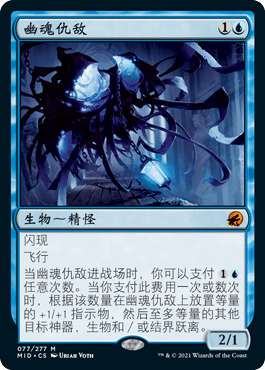 幽魂仇敌 1
生物～精怪
闪现
飞行
当幽魂仇敌进战场时，你可以支付 1
任意次数。当你支付此费用一次或数次
时，根据该数量在幽魂仇敌上放置等量
的 +1/+1 指示物，然后至多等量的其他
目标神器，生物和／或结界跃离。
2/1
077/277 M
MID • CS Uriah Voth
™ & © 2021 Wizards of the Coast